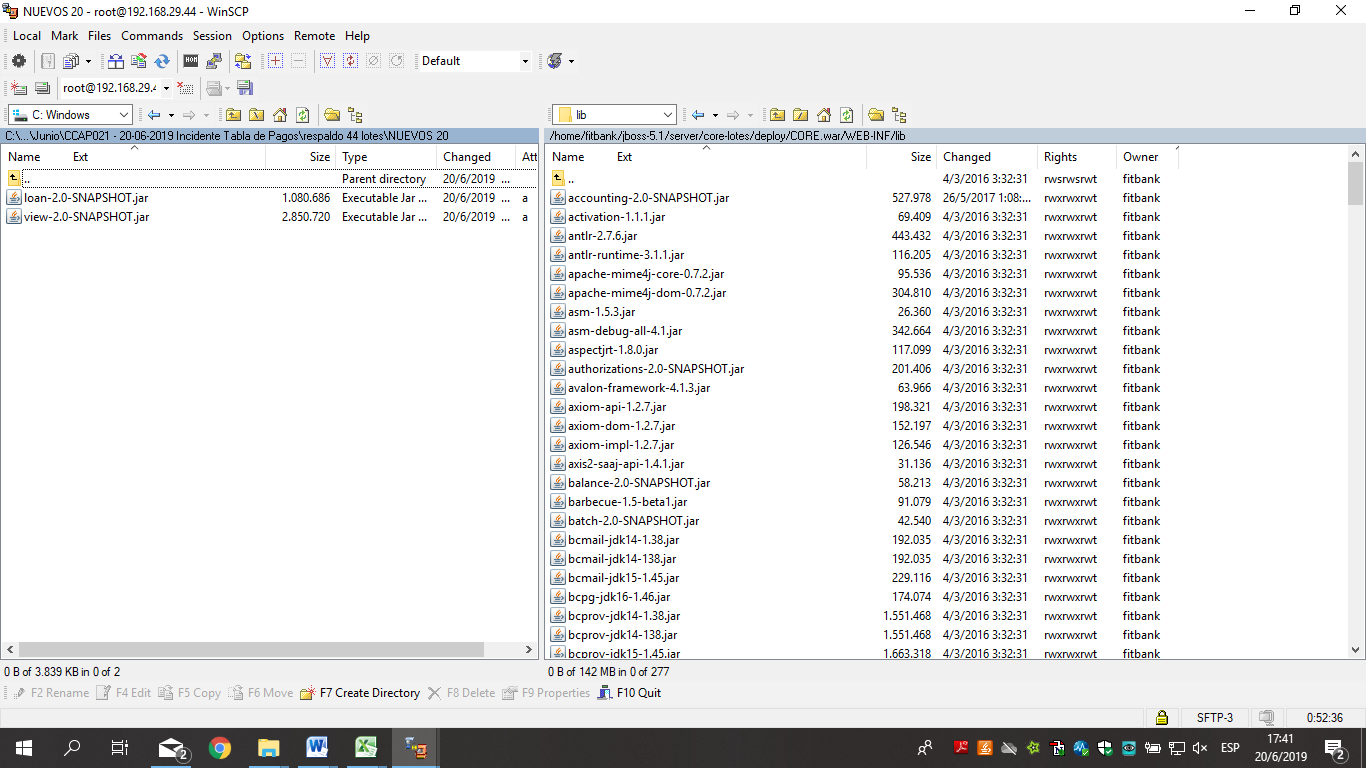 NUEVOS 20 - root@192.168.29.44 - WinSCP
Local Mark Files Commands Session Options Remote Help
Default
root@192.168.29.4
C: Windows
lib
C:\...\Junio\CCAP021 - 20-06-2019 Incidente Tabla de Pagos\respaldo 44 lotes\NUEVOS 20
/home/fitbank/jboss-5.1/server/core-lotes/deploy/CORE.war/WEB-INF/lib
Name Ext Size Type Changed Att
.. Parent directory 20/6/2019 ...
loan-2.0-SNAPSHOT.jar 1.080.686 Executable Jar ... 20/6/2019 ... a
view-2.0-SNAPSHOT.jar 2.850.720 Executable Jar ... 20/6/2019 ... a
Name Ext Size Changed Rights Owner
.. 4/3/2016 3:32:31 rwsrwsrwt fitbank
accounting-2.0-SNAPSHOT.jar 527.978 26/5/2017 1:08:... rwxrwxrwt fitbank
activation-1.1.1.jar 69.409 4/3/2016 3:32:31 rwxrwxrwt fitbank
antlr-2.7.6.jar 443.432 4/3/2016 3:32:31 rwxrwxrwt fitbank
antlr-runtime-3.1.1.jar 116.205 4/3/2016 3:32:31 rwxrwxrwt fitbank
apache-mime4j-core-0.7.2.jar 95.536 4/3/2016 3:32:31 rwxrwxrwt fitbank
apache-mime4j-dom-0.7.2.jar 304.810 4/3/2016 3:32:31 rwxrwxrwt fitbank
asm-1.5.3.jar 26.360 4/3/2016 3:32:31 rwxrwxrwt fitbank
asm-debug-all-4.1.jar 342.664 4/3/2016 3:32:31 rwxrwxrwt fitbank
aspectjrt-1.8.0.jar 117.099 4/3/2016 3:32:31 rwxrwxrwt fitbank
authorizations-2.0-SNAPSHOT.jar 201.406 4/3/2016 3:32:31 rwxrwxrwt fitbank
avalon-framework-4.1.3.jar 63.966 4/3/2016 3:32:31 rwxrwxrwt fitbank
axiom-api-1.2.7.jar 198.321 4/3/2016 3:32:31 rwxrwxrwt fitbank
axiom-dom-1.2.7.jar 152.197 4/3/2016 3:32:31 rwxrwxrwt fitbank
axiom-impl-1.2.7.jar 126.546 4/3/2016 3:32:31 rwxrwxrwt fitbank
axis2-saaj-api-1.4.1.jar 31.136 4/3/2016 3:32:31 rwxrwxrwt fitbank
balance-2.0-SNAPSHOT.jar 58.213 4/3/2016 3:32:31 rwxrwxrwt fitbank
barbecue-1.5-beta1.jar 91.079 4/3/2016 3:32:31 rwxrwxrwt fitbank
batch-2.0-SNAPSHOT.jar 42.540 4/3/2016 3:32:31 rwxrwxrwt fitbank
bcmail-jdk14-1.38.jar 192.035 4/3/2016 3:32:31 rwxrwxrwt fitbank
bcmail-jdk14-138.jar 192.035 4/3/2016 3:32:31 rwxrwxrwt fitbank
bcmail-jdk15-1.45.jar 229.116 4/3/2016 3:32:31 rwxrwxrwt fitbank
bcpg-jdk16-1.46.jar 174.074 4/3/2016 3:32:31 rwxrwxrwt fitbank
bcprov-jdk14-1.38.jar 1.551.468 4/3/2016 3:32:31 rwxrwxrwt fitbank
bcprov-jdk14-138.jar 1.551.468 4/3/2016 3:32:31 rwxrwxrwt fitbank
bcprov-jdk15-1.45.jar 1.663.318 4/3/2016 3:32:31 rwxrwxrwt fitbank
0 B of 3.839 KB in 0 of 2
0 B of 142 MB in 0 of 277
F2 Rename F4 Edit F5 Copy F6 Move F7 Create Directory F8 Delete F9 Properties F10 Quit
SFTP-3 0:52:36
2
ESP
17:41
20/6/2019
2